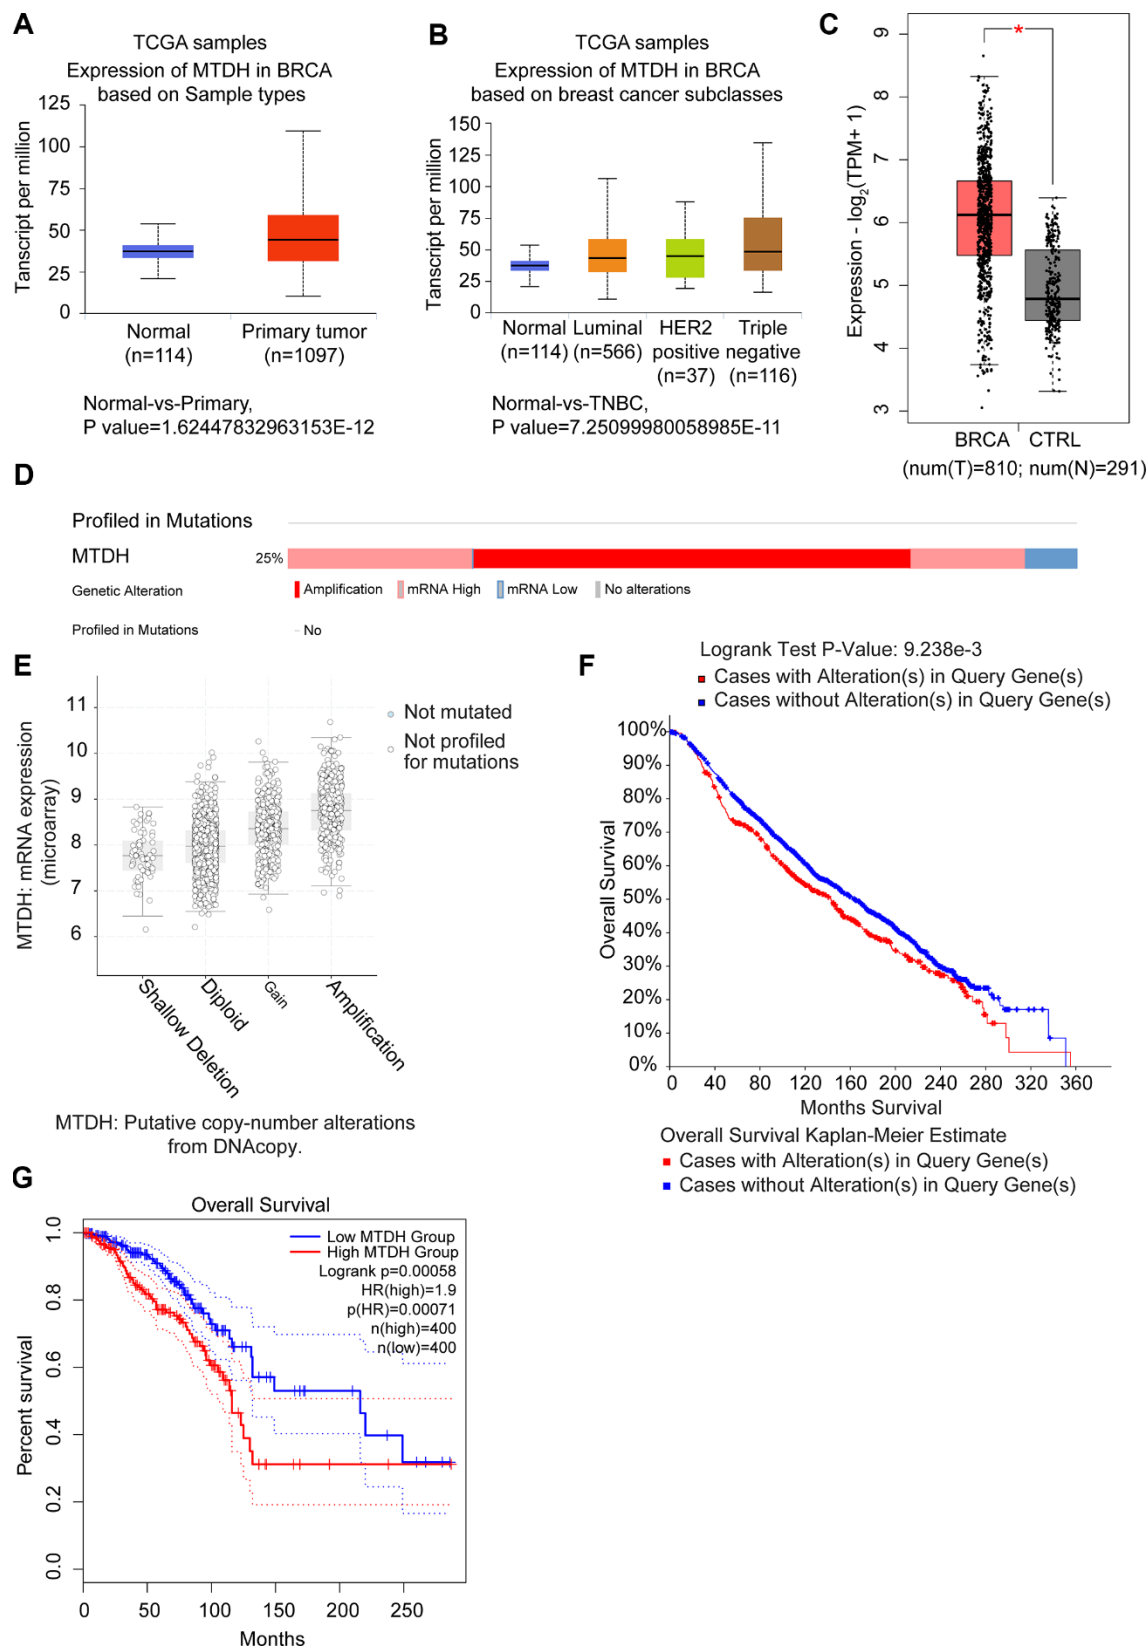 A
TCGA samples
Expression of MTDH in BRCA
based on Sample types
Tanscript per million
125
100
75
50
25
0
Normal
(n=114)
Primary tumor
(n=1097)
Normal-vs-Primary,
P value=1.62447832963153E-12
B
TCGA samples
Expression of MTDH in BRCA
based on breast cancer subclasses
Tanscript per million
150
125
100
75
50
25
0
Normal
(n=114)
Luminal
(n=566)
HER2
positive
(n=37)
Triple
negative
(n=116)
Normal-vs-TNBC,
P value=7.25099980058985E-11
C
*
Expression - log2(TPM+ 1)
9
8
7
6
5
4
3
BRCA
CTRL
(num(T)=810; num(N)=291)
D
Profiled in Mutations
MTDH
25%
Genetic Alteration
Amplification
mRNA High
mRNA Low
No alterations
Profiled in Mutations
- No
E
MTDH: mRNA expression
(microarray)
11
10
9
8
7
6
Not mutated
Not profiled
for mutations
Shallow Deletion
Diploid
Gain
Amplification
MTDH: Putative copy-number alterations
from DNAcopy.
F
Logrank Test P-Value: 9.238e-3
Cases with Alteration(s) in Query Gene(s)
Cases without Alteration(s) in Query Gene(s)
Overall Survival
100%
90%
80%
70%
60%
50%
40%
30%
20%
10%
0%
0
40
80
120
160
200
240
280
320
360
Months Survival
Overall Survival Kaplan-Meier Estimate
Cases with Alteration(s) in Query Gene(s)
Cases without Alteration(s) in Query Gene(s)
G
Overall Survival
Low MTDH Group
High MTDH Group
Logrank p=0.00058
HR(high)=1.9
p(HR)=0.00071
n(high)=400
n(low)=400
Percent survival
1.0
0.8
0.6
0.4
0.2
0.0
0
50
100
150
200
250
Months